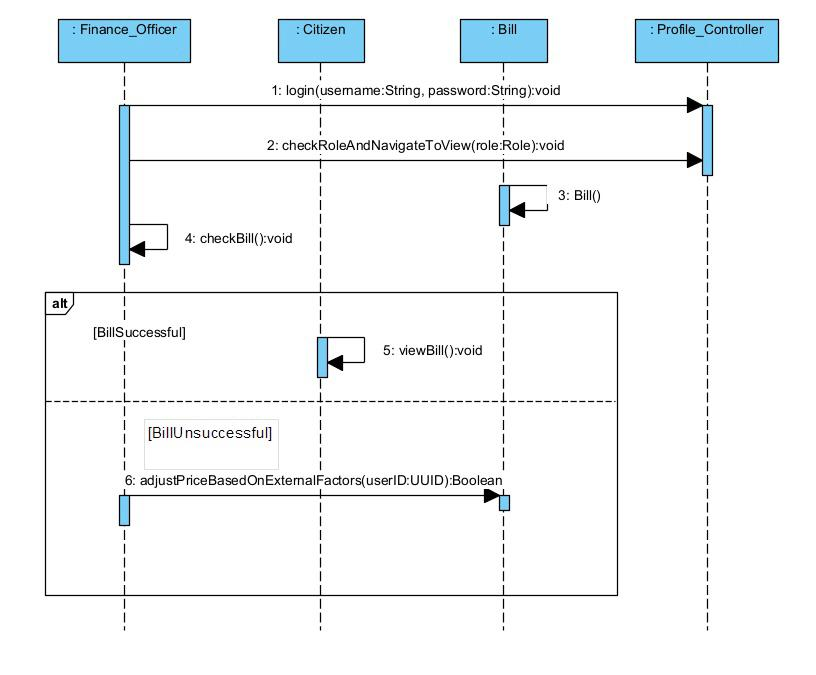 : Finance_Officer
: Citizen
: Bill
: Profile_Controller
1: login(username:String, password:String):void
2: checkRoleAndNavigateToView(role:Role):void
3: Bill()
4: checkBill():void
alt
[BillSuccessful]
5: viewBill():void
[BillUnsuccessful]
6: adjustPriceBasedOnExternalFactors(userID:UUID):Boolean